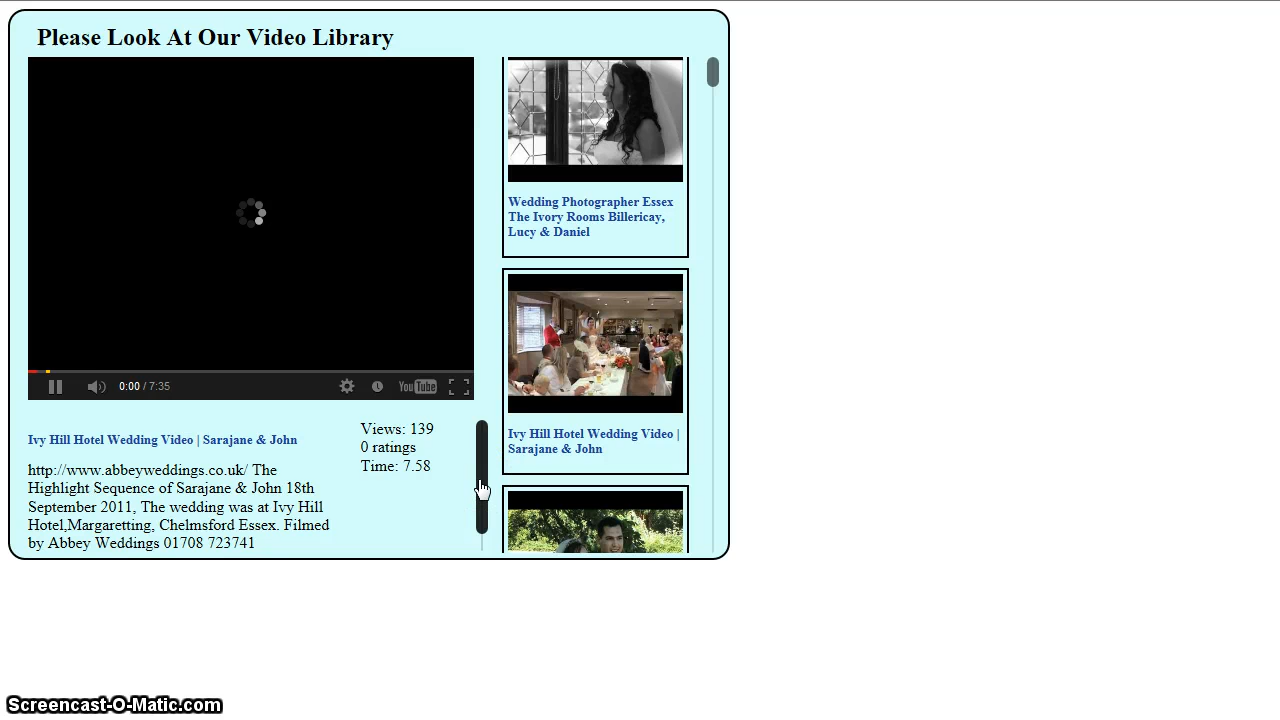 Please Look At Our Video Library
Wedding Photographer Essex
The Ivory Rooms Billericay,
Lucy & Daniel
Ivy Hill Hotel Wedding Video |
Sarajane & John
0:00 / 7:35
YouTube
Ivy Hill Hotel Wedding Video | Sarajane & John
http://www.abbeyweddings.co.uk/ The
Highlight Sequence of Sarajane & John 18th
September 2011, The wedding was at Ivy Hill
Hotel,Margaretting, Chelmsford Essex. Filmed
by Abbey Weddings 01708 723741
Views: 139
0 ratings
Time: 7.58
Screencast-O-Matic.com